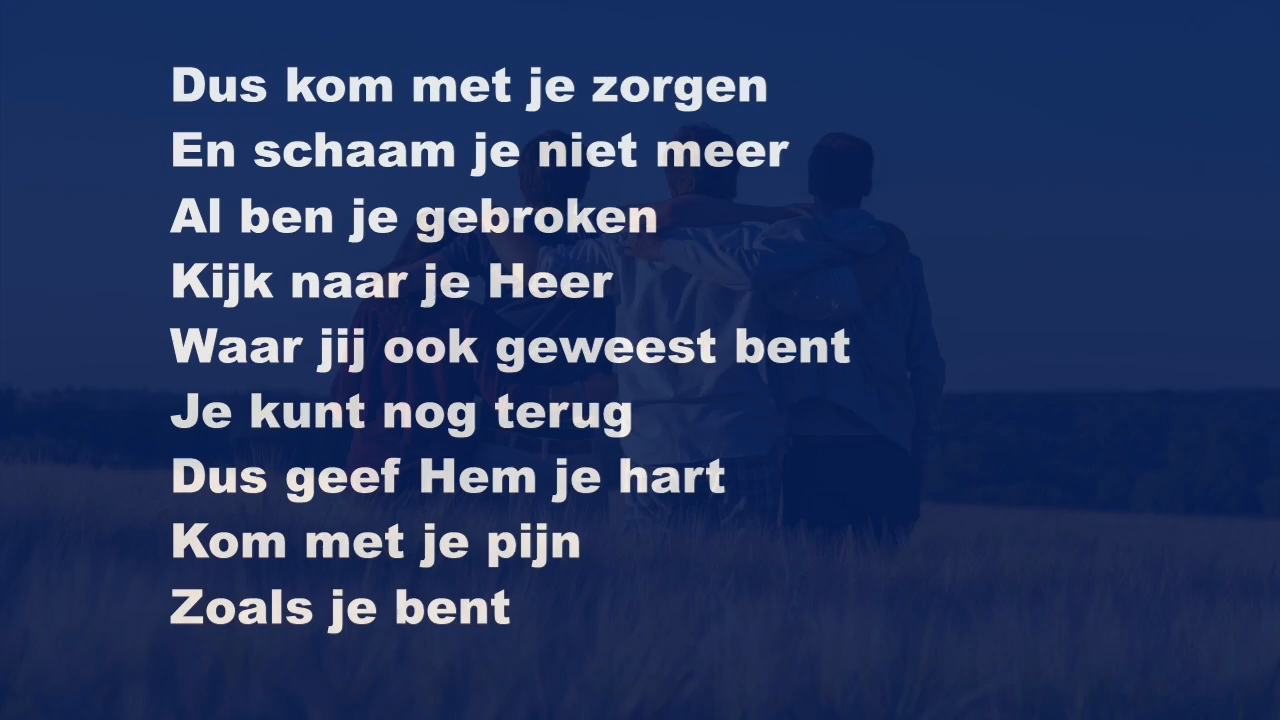 Dus kom met je zorgen
En schaam je niet meer
Al ben je gebroken
Kijk naar je Heer
Waar jij ook geweest bent
Je kunt nog terug
Dus geef Hem je hart
Kom met je pijn
Zoals je bent